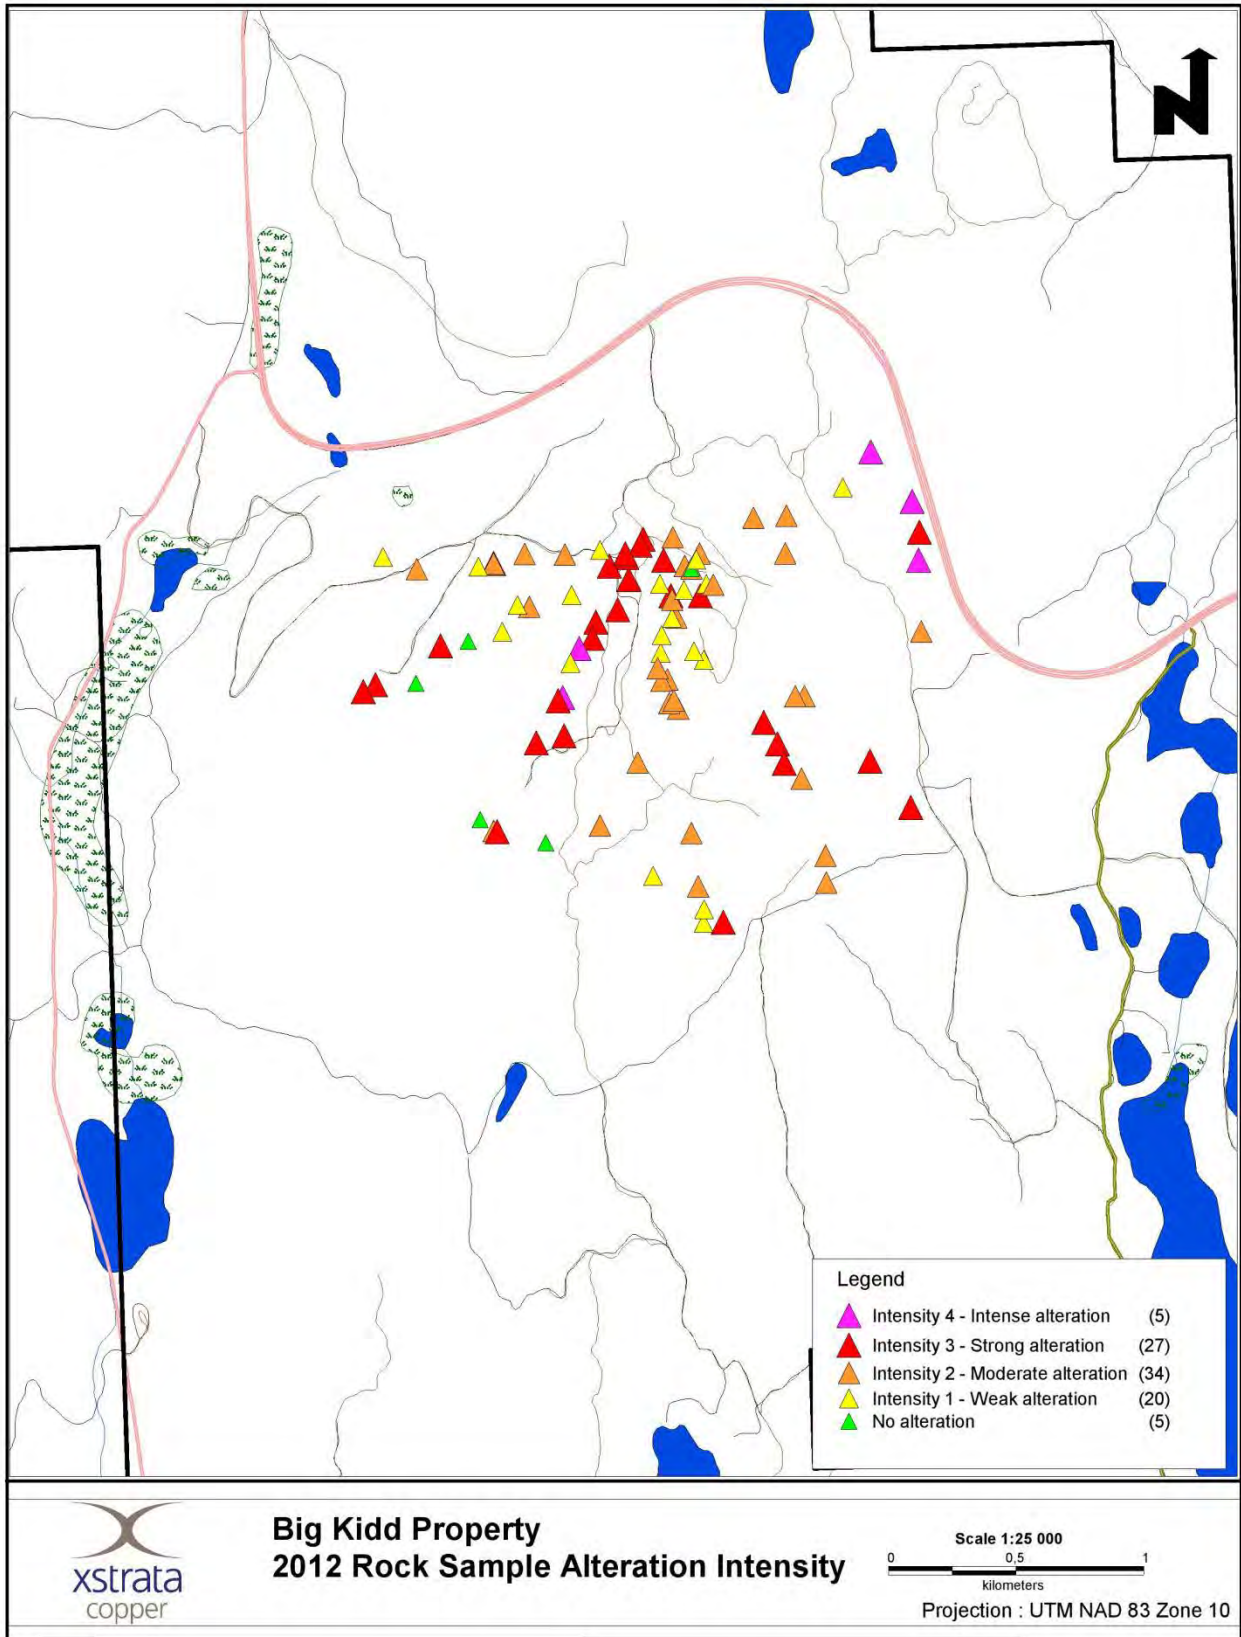 N
Legend
Intensity 4 - Intense alteration (5)
Intensity 3 - Strong alteration (27)
Intensity 2 - Moderate alteration (34)
Intensity 1 - Weak alteration (20)
No alteration (5)
xstrata
copper
Big Kidd Property
2012 Rock Sample Alteration Intensity
Scale 1:25 000
0 0,5 1
kilometers
Projection : UTM NAD 83 Zone 10